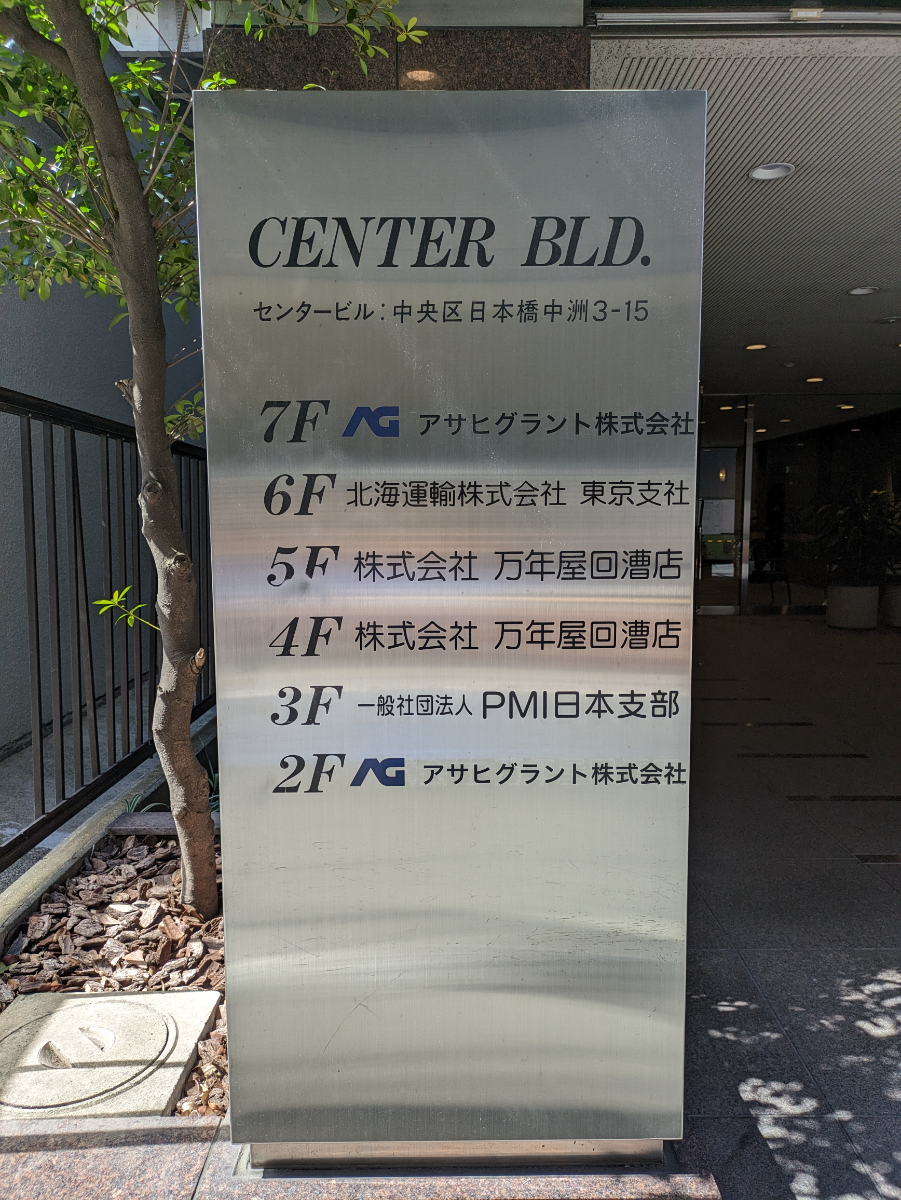 CENTER BLD.
センタービル:中央区日本橋中洲3-15
7F AG アサヒグラント株式会社
6F 北海運輸株式会社 東京支社
5F 株式会社 万年屋回漕店
4F 株式会社 万年屋回漕店
3F 一般社団法人 PMI日本支部
2F AG アサヒグラント株式会社